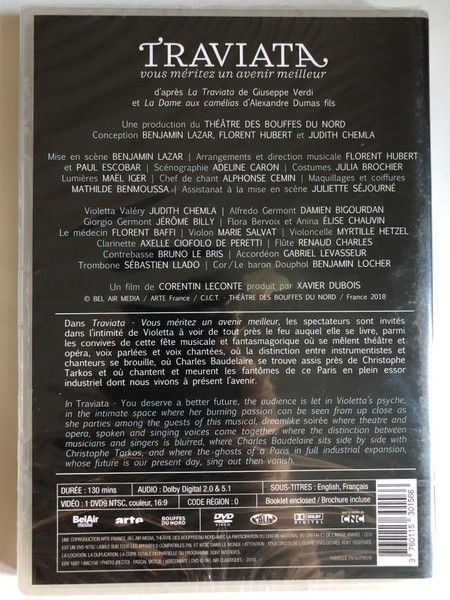 TRAVIATA
vous méritez un avenir meilleur
d'après La Traviata de Giuseppe Verdi
et La Dame aux camélias d'Alexandre Dumas fils
Une production du THÉÂTRE DES BOUFFES DU NORD
Conception BENJAMIN LAZAR, FLORENT HUBERT et JUDITH CHEMLA
Mise en scène BENJAMIN LAZAR | Arrangements et direction musicale FLORENT HUBERT
et PAUL ESCOBAR | Scénographie ADELINE CARON | Costumes JULIA BROCHIER
Lumières MAËL IGER | Chef de chant ALPHONSE CEMIN | Maquillages et coiffures
MATHILDE BENMOUSSA | Assistanat à la mise en scène JULIETTE SÉJOURNÉ
Violetta Valéry JUDITH CHEMLA | Alfredo Germont DAMIEN BIGOURDAN
Giorgio Germont JÉRÔME BILLY | Flora Bervoix et Anina ÉLISE CHAUVIN
Le médecin FLORENT BAFFI | Violon MARIE SALVAT | Violoncelle MYRTILLE HETZEL
Clarinette AXELLE CIOFOLO DE PERETTI | Flûte RENAUD CHARLES
Contrebasse BRUNO LE BRIS | Accordéon GABRIEL LEVASSEUR
Trombone SÉBASTIEN LLADO | Cor/Le baron Douphol BENJAMIN LOCHER
Un film de CORENTIN LECONTE produit par XAVIER DUBOIS
© BEL AIR MEDIA / ARTE France / C.I.C.T. - THÉÂTRE DES BOUFFES DU NORD / France 2018
Dans Traviata - Vous méritez un avenir meilleur, les spectateurs sont invités
dans l'intimité de Violetta à voir de tout près le feu auquel elle se livre, parmi
les convives de cette fête musicale et fantasmagorique où se mêlent théâtre et
opéra, voix parlées et voix chantées, où la distinction entre instrumentistes et
chanteurs se brouille, où Charles Baudelaire se trouve assis près de Christophe
Tarkos et où chantent et meurent les fantômes de ce Paris en plein essor
industriel dont nous vivons à présent l'avenir.
In Traviata - You deserve a better future, the audience is let in Violetta's psyche,
in the intimate space where her burning passion can be seen from up close as
she parties among the guests of this musical, dreamlike soirée where theatre and
opera, spoken and singing voices come together, where the distinction between
musicians and singers is blurred, where Charles Baudelaire sits side by side with
Christophe Tarkos, and where the ghosts of a Paris in full industrial expansion,
whose future is our present day, sing out then vanish.
DURÉE : 130 mins
AUDIO : Dolby Digital 2.0 & 5.1
SOUS-TITRES : English, Français
VIDÉO : 1 DVD9 NTSC, couleur, 16:9
CODE RÉGION : 0
Booklet enclosed / Brochure incluse
BelAir
arte
BOUFFES
DU NORD
DVD
VIDEO
DOLBY
DIGITAL
CNC
3 760115 301566